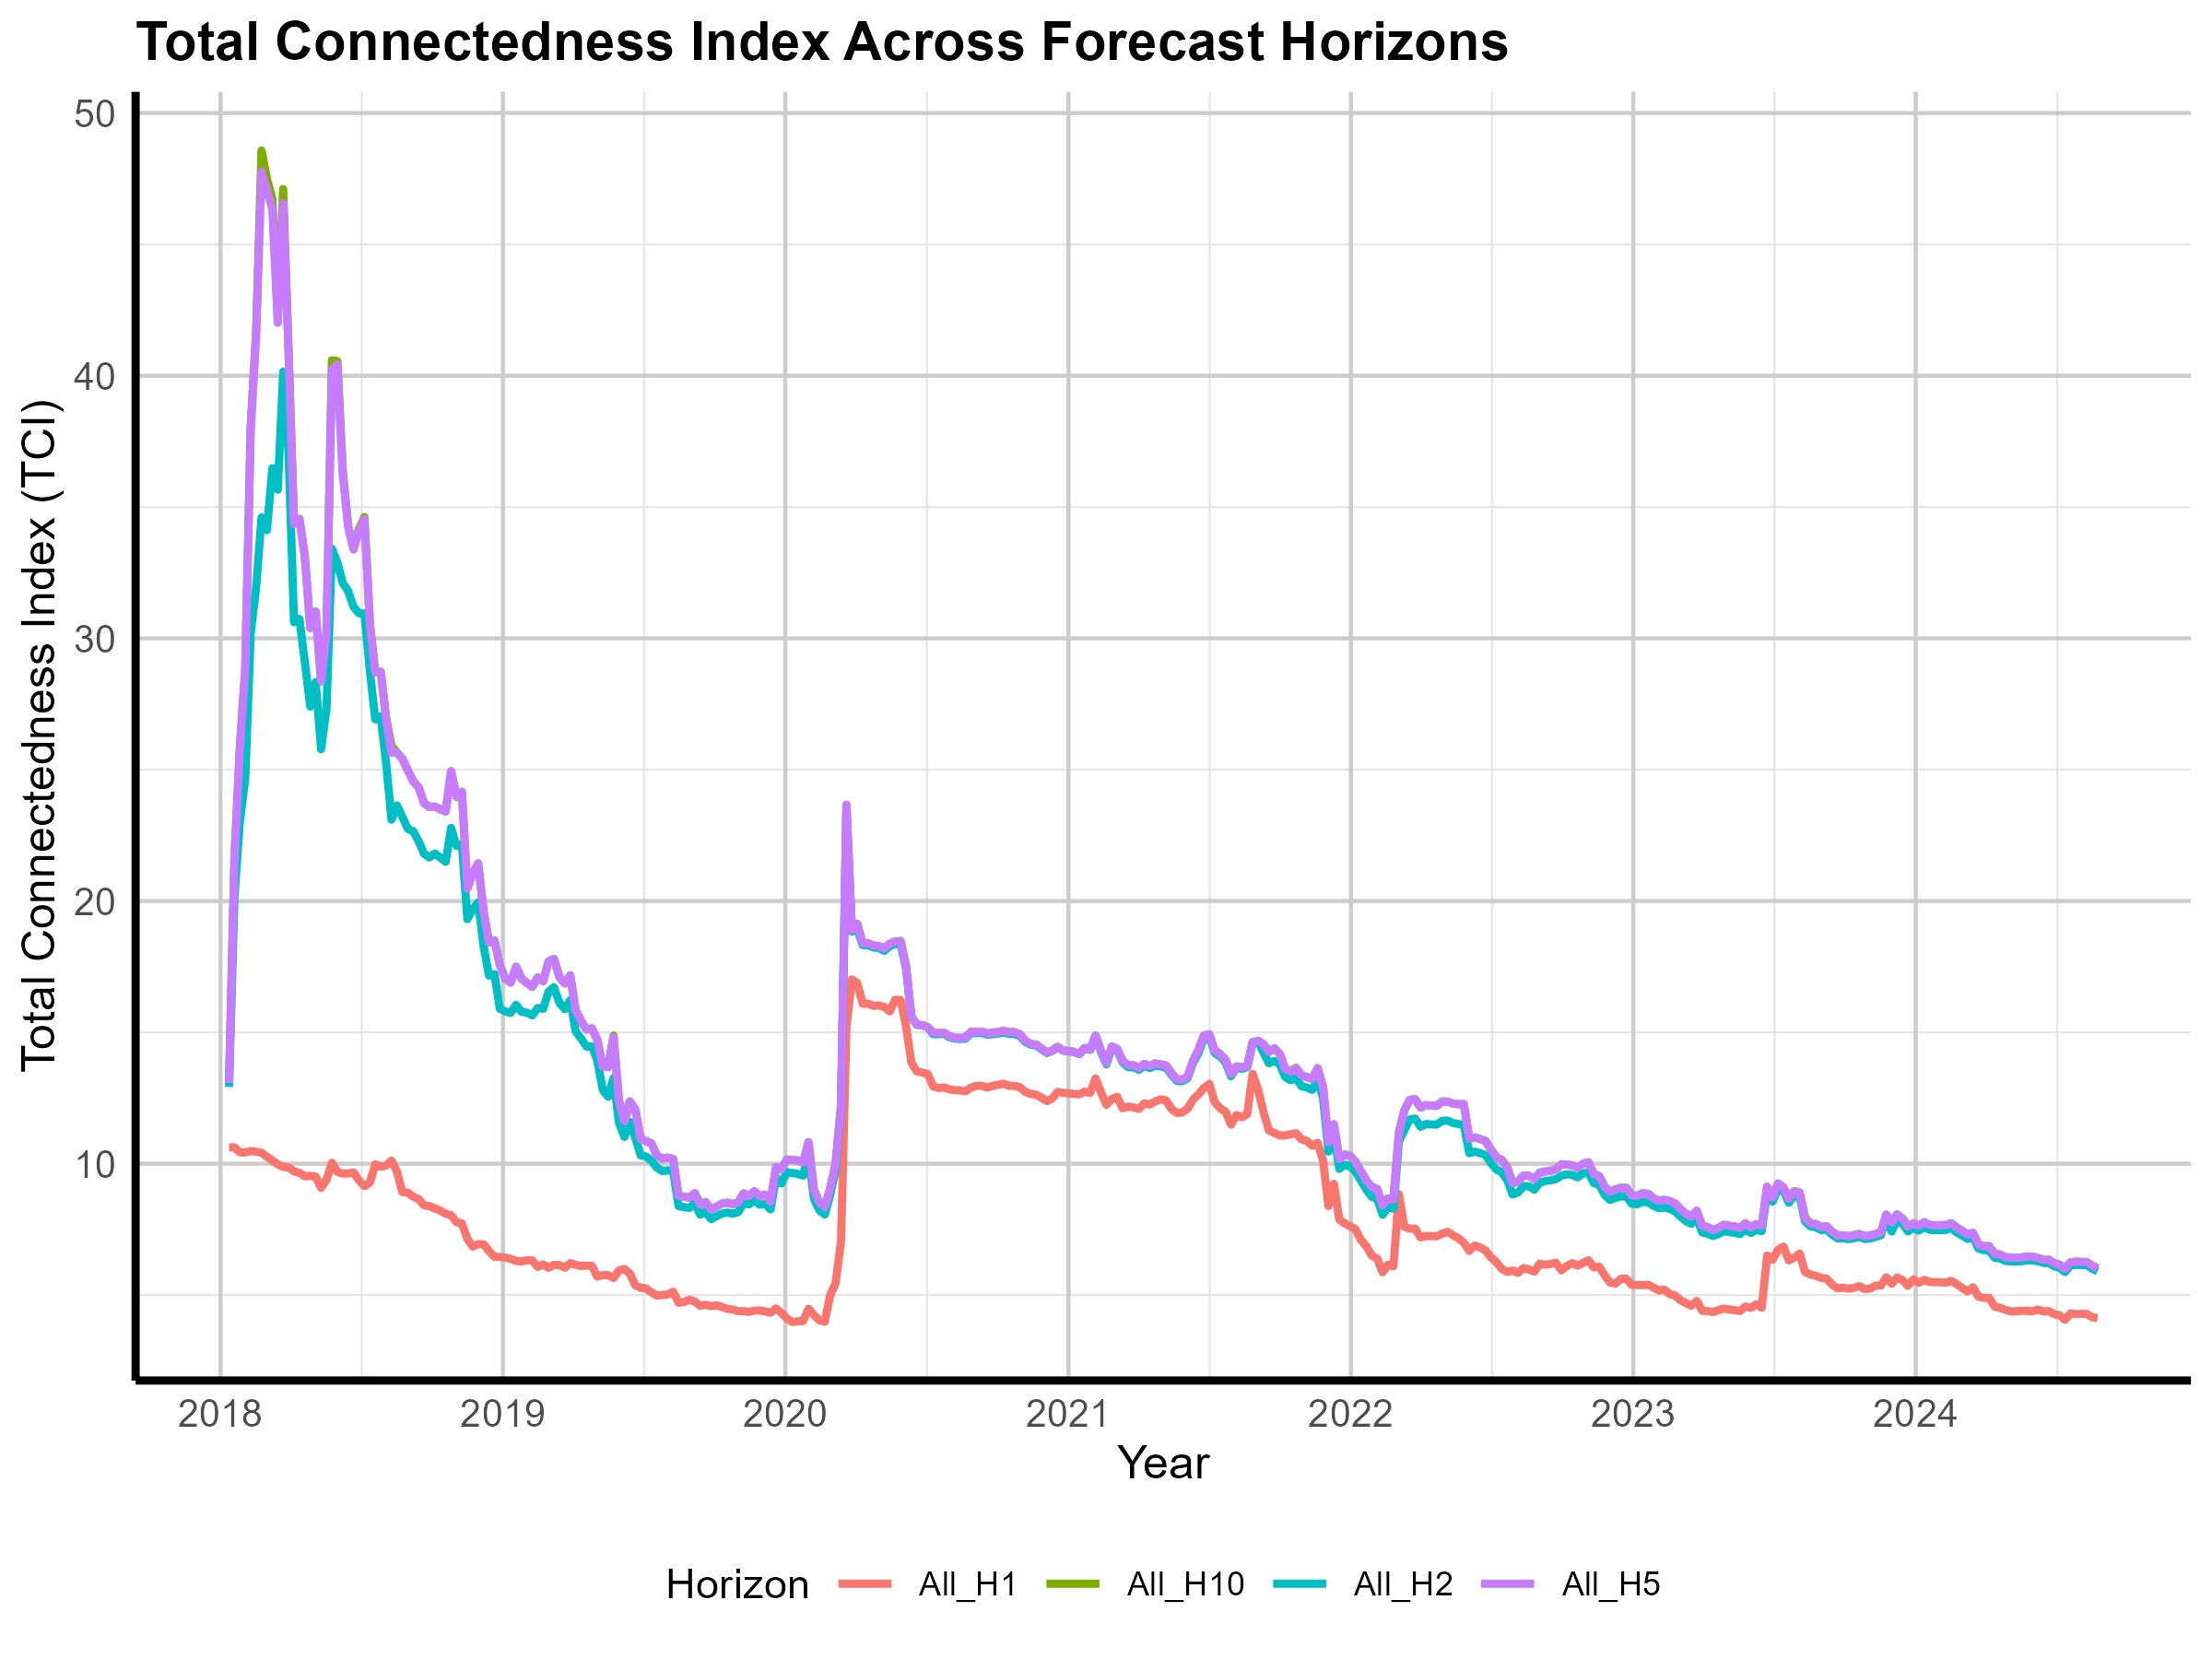 Total Connectedness Index Across Forecast Horizons
Total Connectedness Index (TCI)
50
40
30
20
10
2018 2019 2020 2021 2022 2023 2024
Year
Horizon All_H1 All_H10 All_H2 All_H5